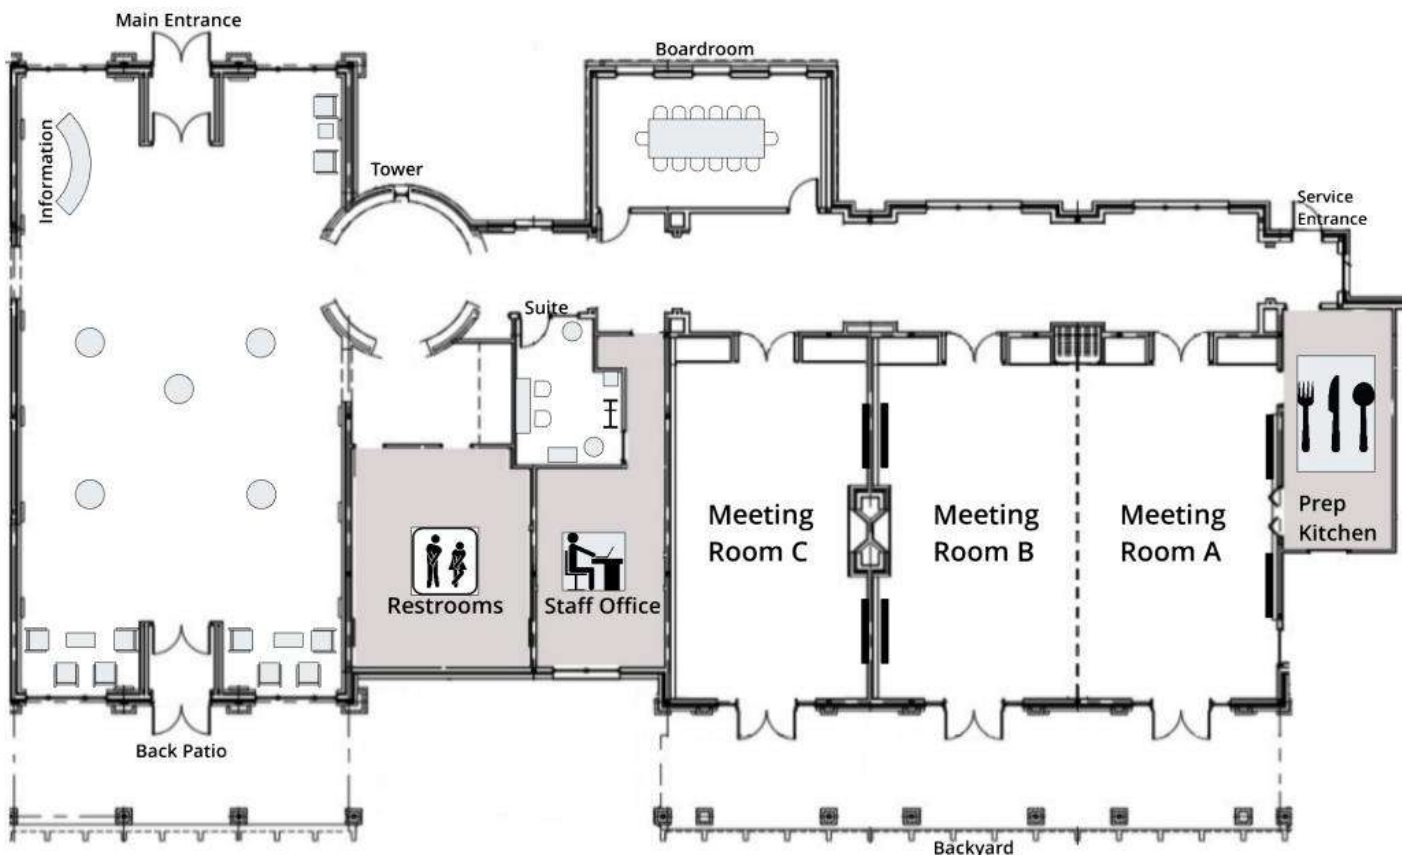 Main Entrance
Boardroom
Information
Tower
Service
Entrance
Suite
Meeting
Room C
Meeting
Room B
Meeting
Room A
Prep
Kitchen
Restrooms
Staff Office
Back Patio
Backyard